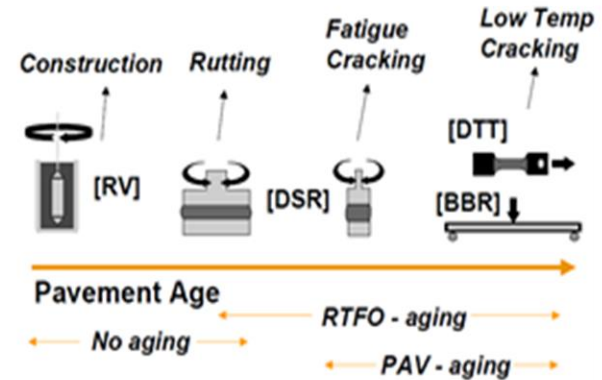 Construction
Rutting
Fatigue
Cracking
Low Temp
Cracking
[RV]
[DSR]
[DTT]
[BBR]
Pavement Age
No aging
RTFO - aging
PAV - aging